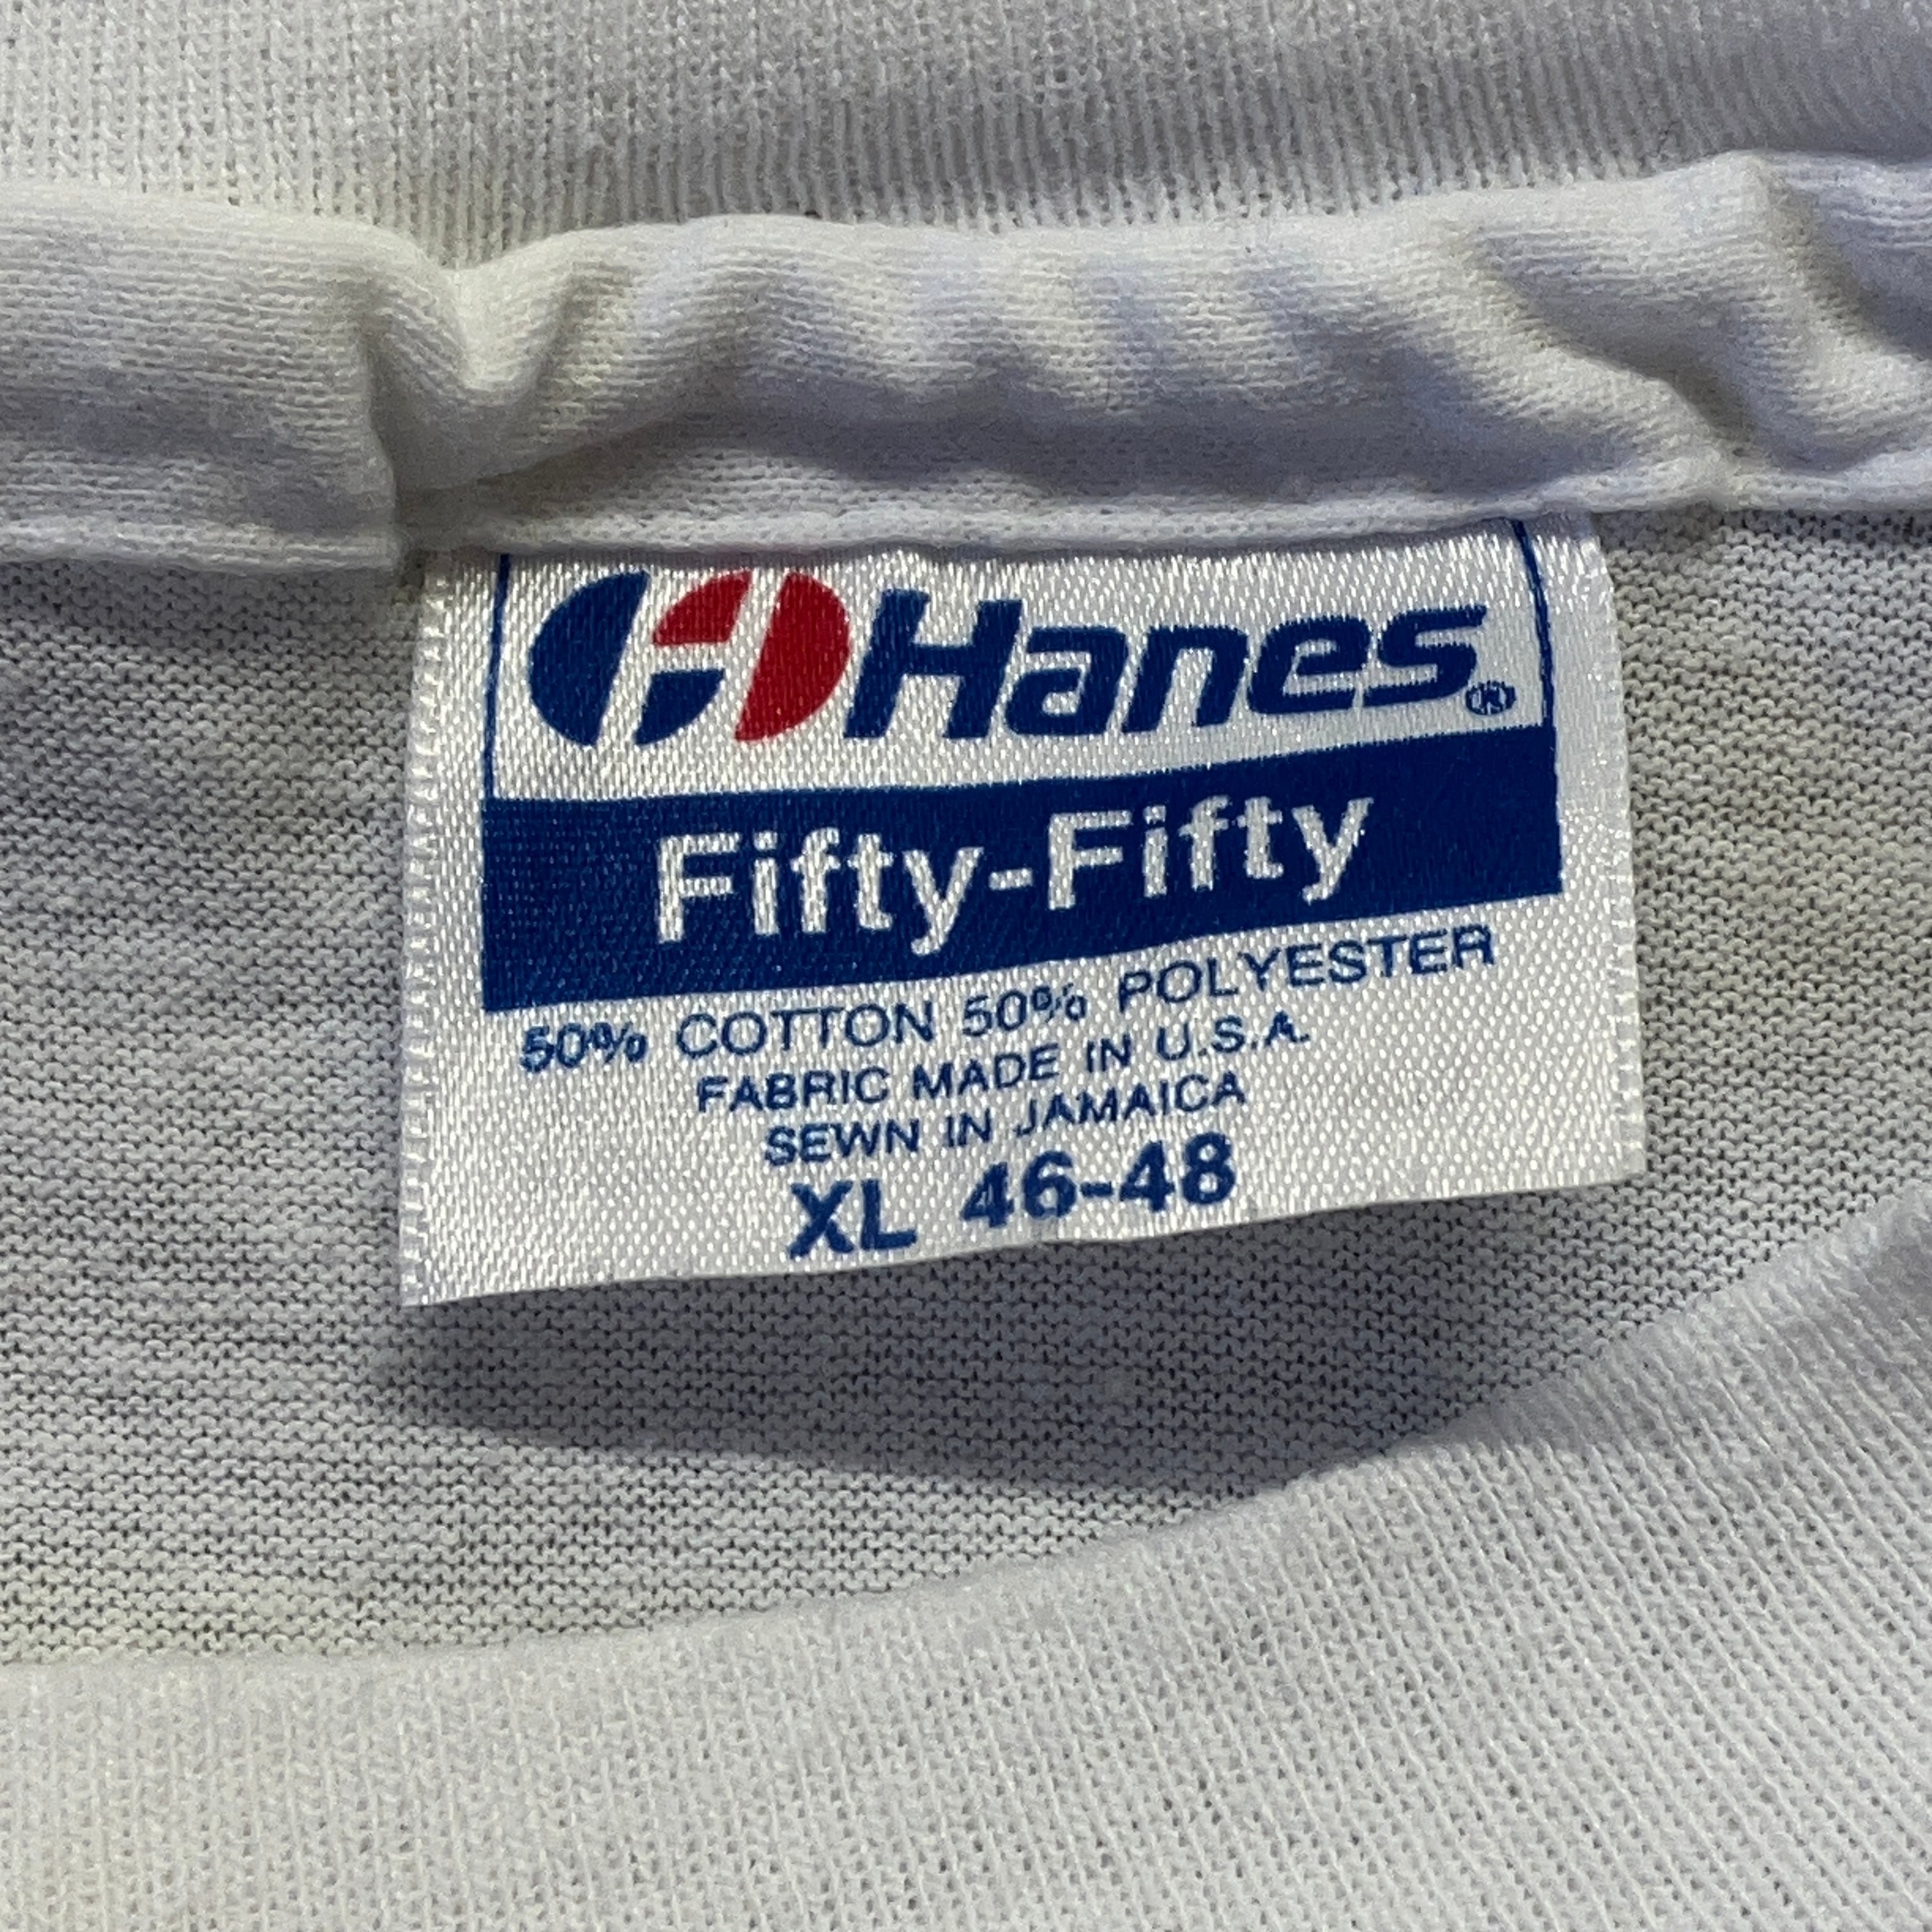 Hanes®
Fifty-Fifty
50% COTTON 50% POLYESTER
FABRIC MADE IN U.S.A.
SEWN IN JAMAICA
XL 46-48